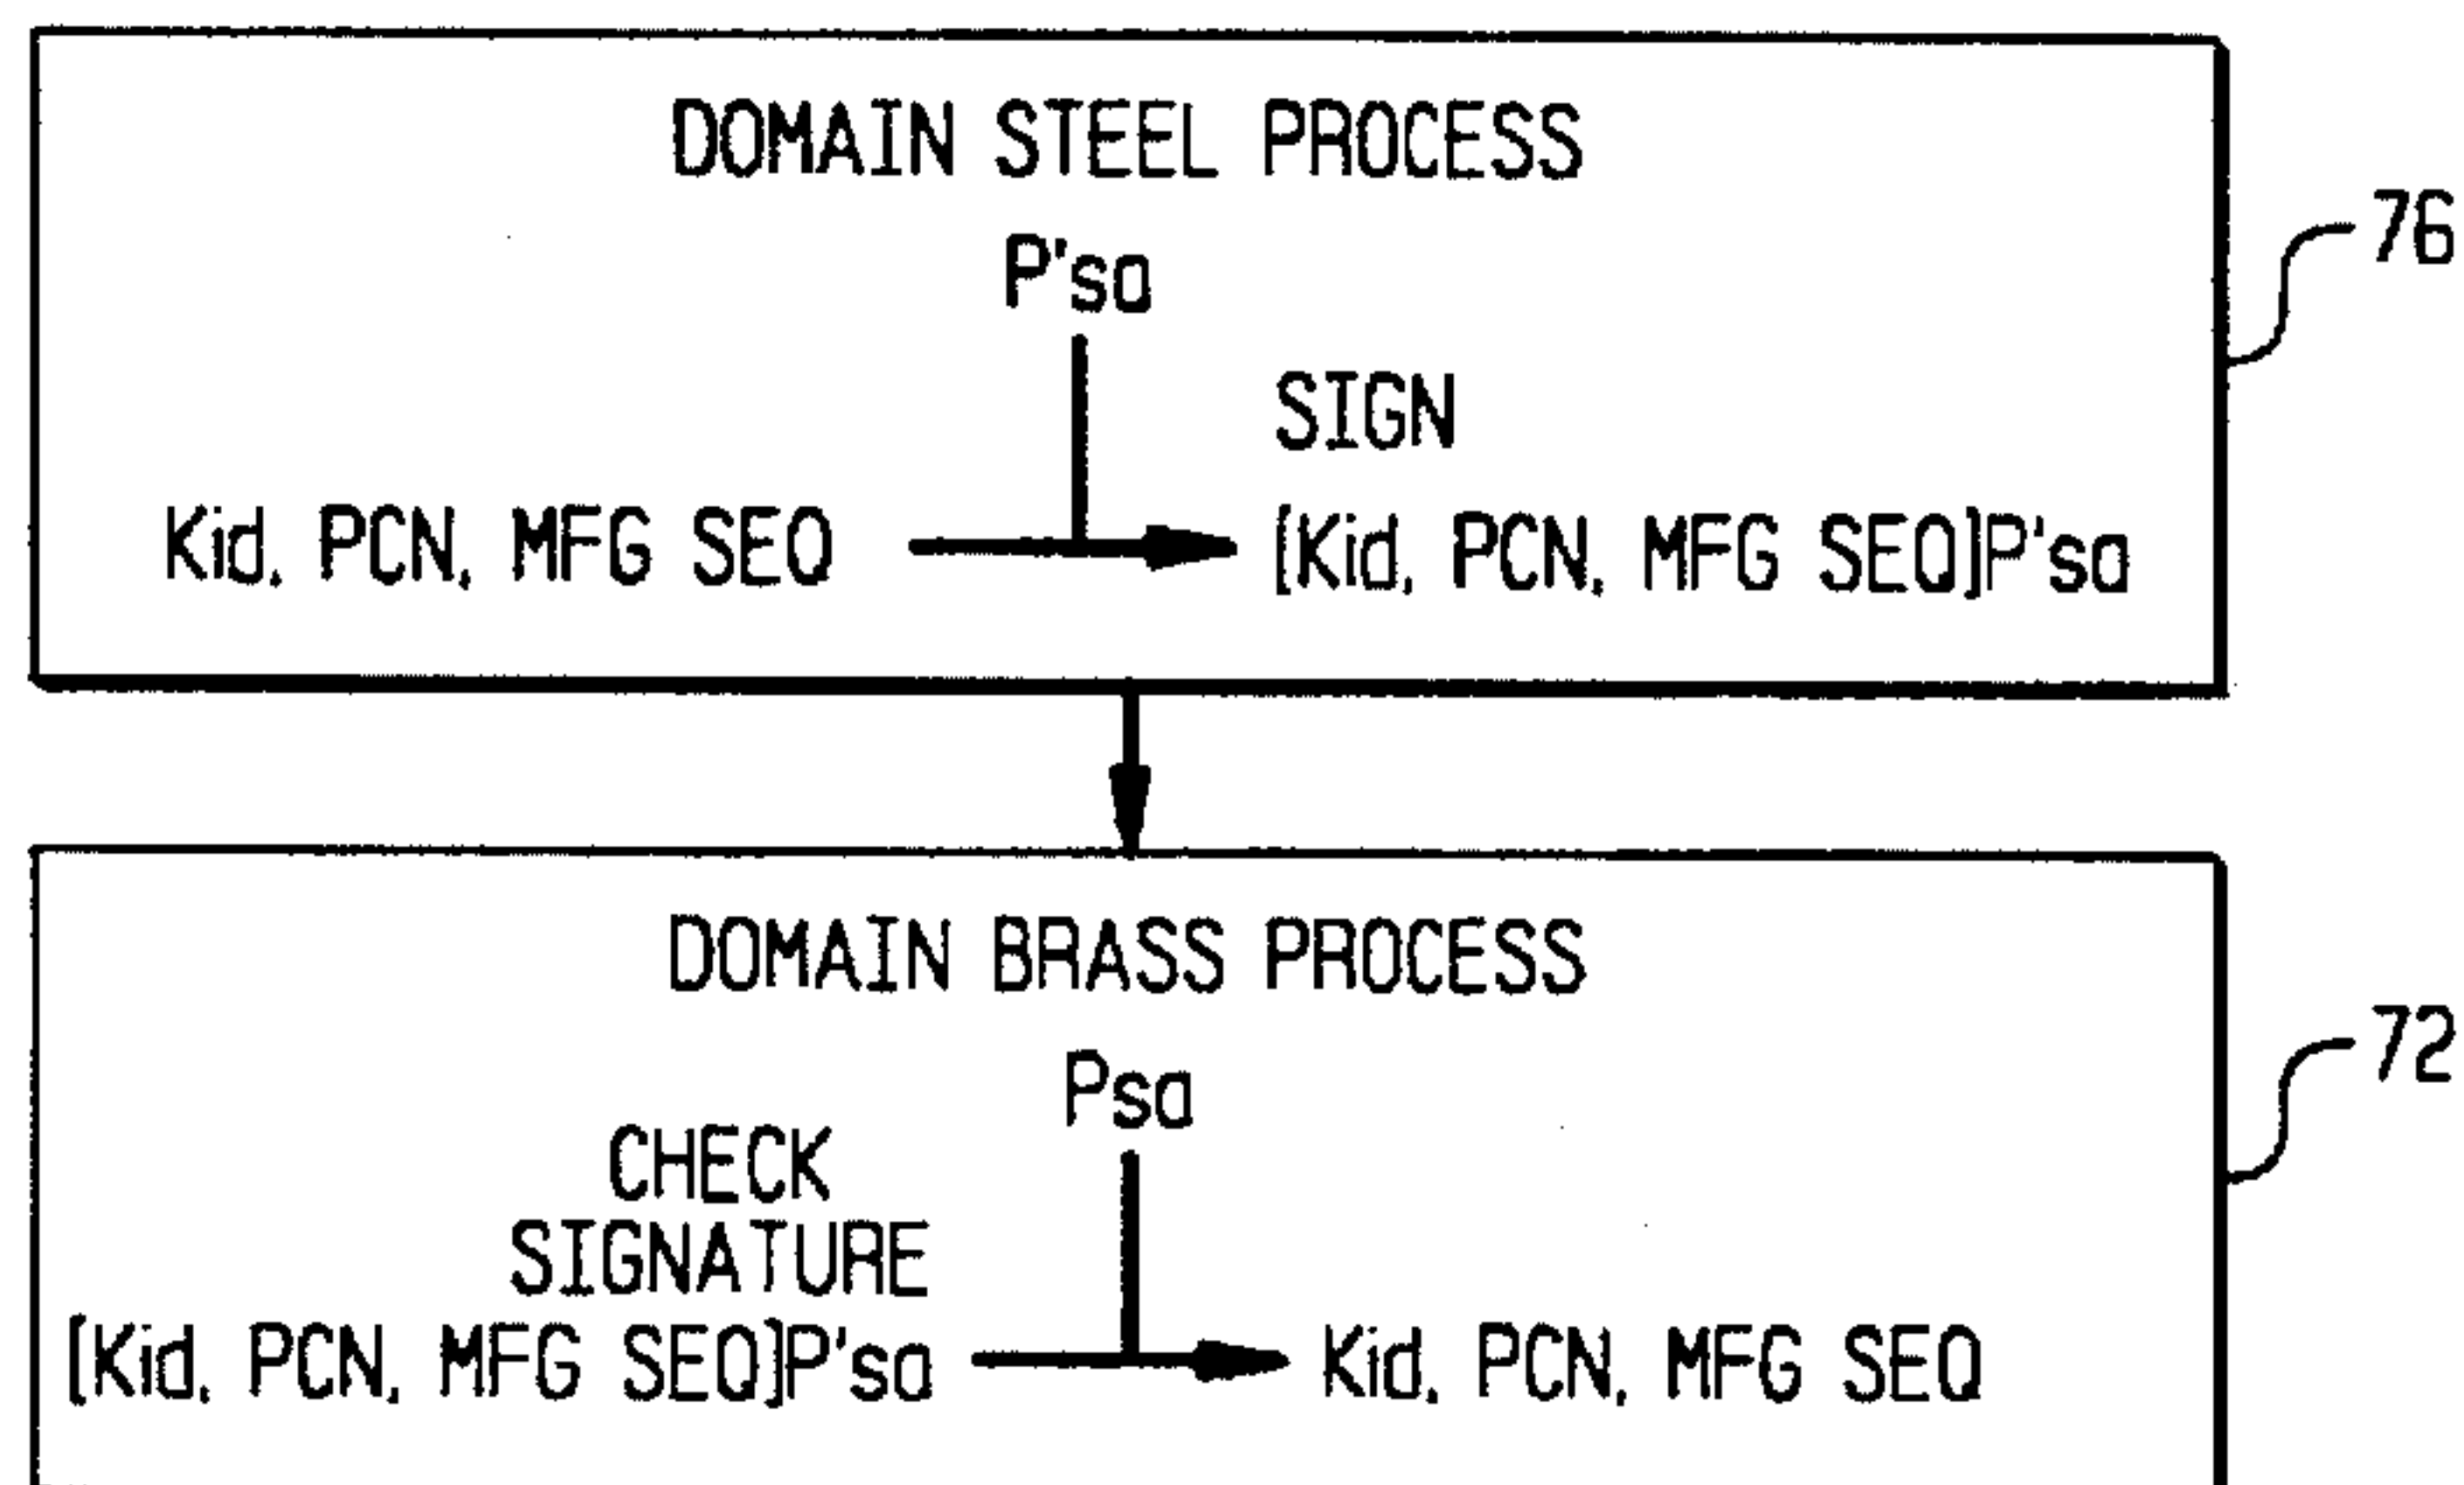 DOMAIN STEEL PROCESS
P'sa
76
SIGN
Kid, PCN, MFG SEQ
[Kid, PCN, MFG SEQ]P'sa
DOMAIN BRASS PROCESS
72
Psa
CHECK
SIGNATURE
[Kid, PCN, MFG SEQ]P'sa
Kid, PCN, MFG SEQ